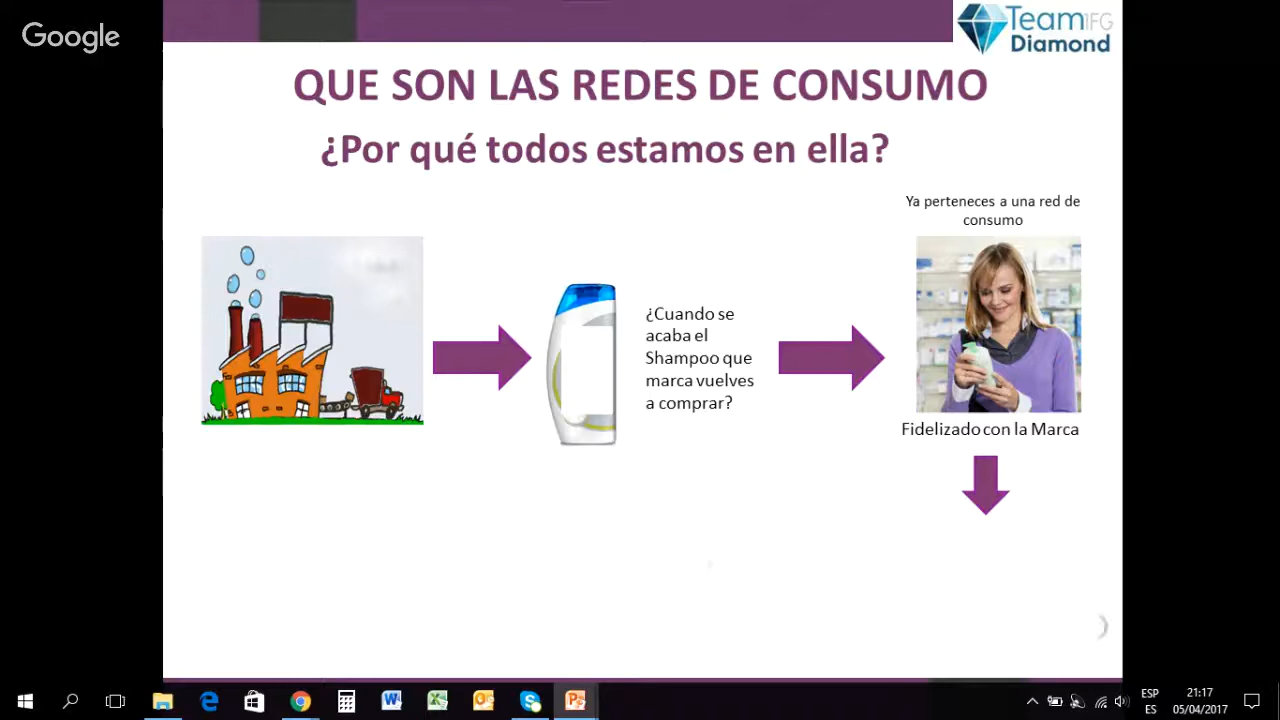 Google
Team1FG
Diamond
QUE SON LAS REDES DE CONSUMO
¿Por qué todos estamos en ella?
Ya perteneces a una red de
consumo
¿Cuando se
acaba el
Shampoo que
marca vuelves
a comprar?
Fidelizado con la Marca
ESP
ES
21:17
05/04/2017